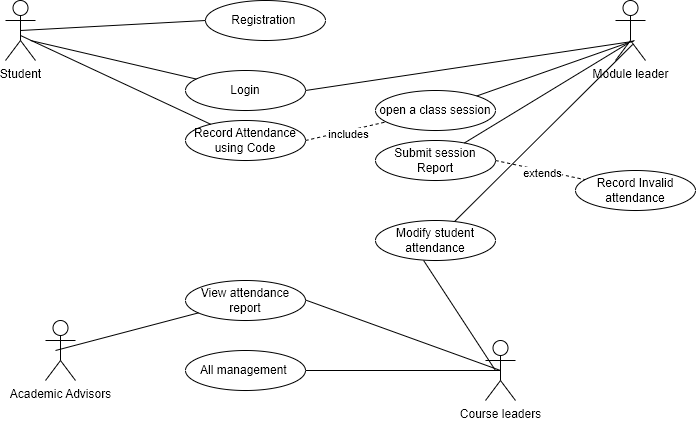 Registration
Student
Module leader
Login
open a class session
Record Attendance
using Code
includes
Submit session
Report
extends
Record Invalid
attendance
Modify student
attendance
View attendance
report
All management
Academic Advisors
Course leaders